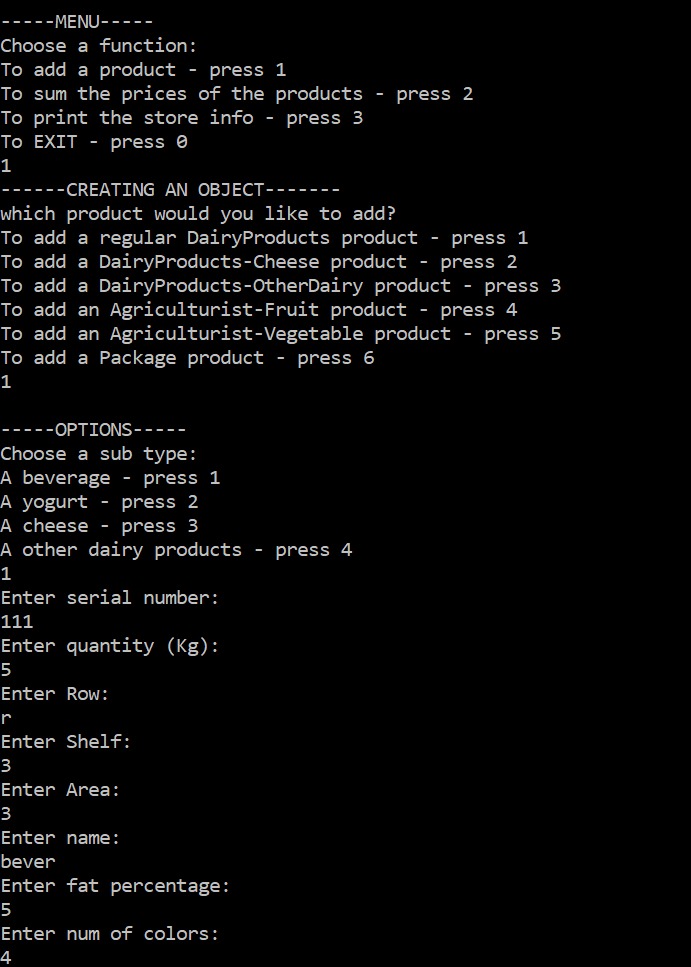 -----MENU-----
Choose a function:
To add a product - press 1
To sum the prices of the products - press 2
To print the store info - press 3
To EXIT - press 0
1
------CREATING AN OBJECT-------
which product would you like to add?
To add a regular DairyProducts product - press 1
To add a DairyProducts-Cheese product - press 2
To add a DairyProducts-OtherDairy product - press 3
To add an Agriculturist-Fruit product - press 4
To add an Agriculturist-Vegetable product - press 5
To add a Package product - press 6
1
-----OPTIONS-----
Choose a sub type:
A beverage - press 1
A yogurt - press 2
A cheese - press 3
A other dairy products - press 4
1
Enter serial number:
111
Enter quantity (Kg):
5
Enter Row:
r
Enter Shelf:
3
Enter Area:
3
Enter name:
bever
Enter fat percentage:
5
Enter num of colors:
4